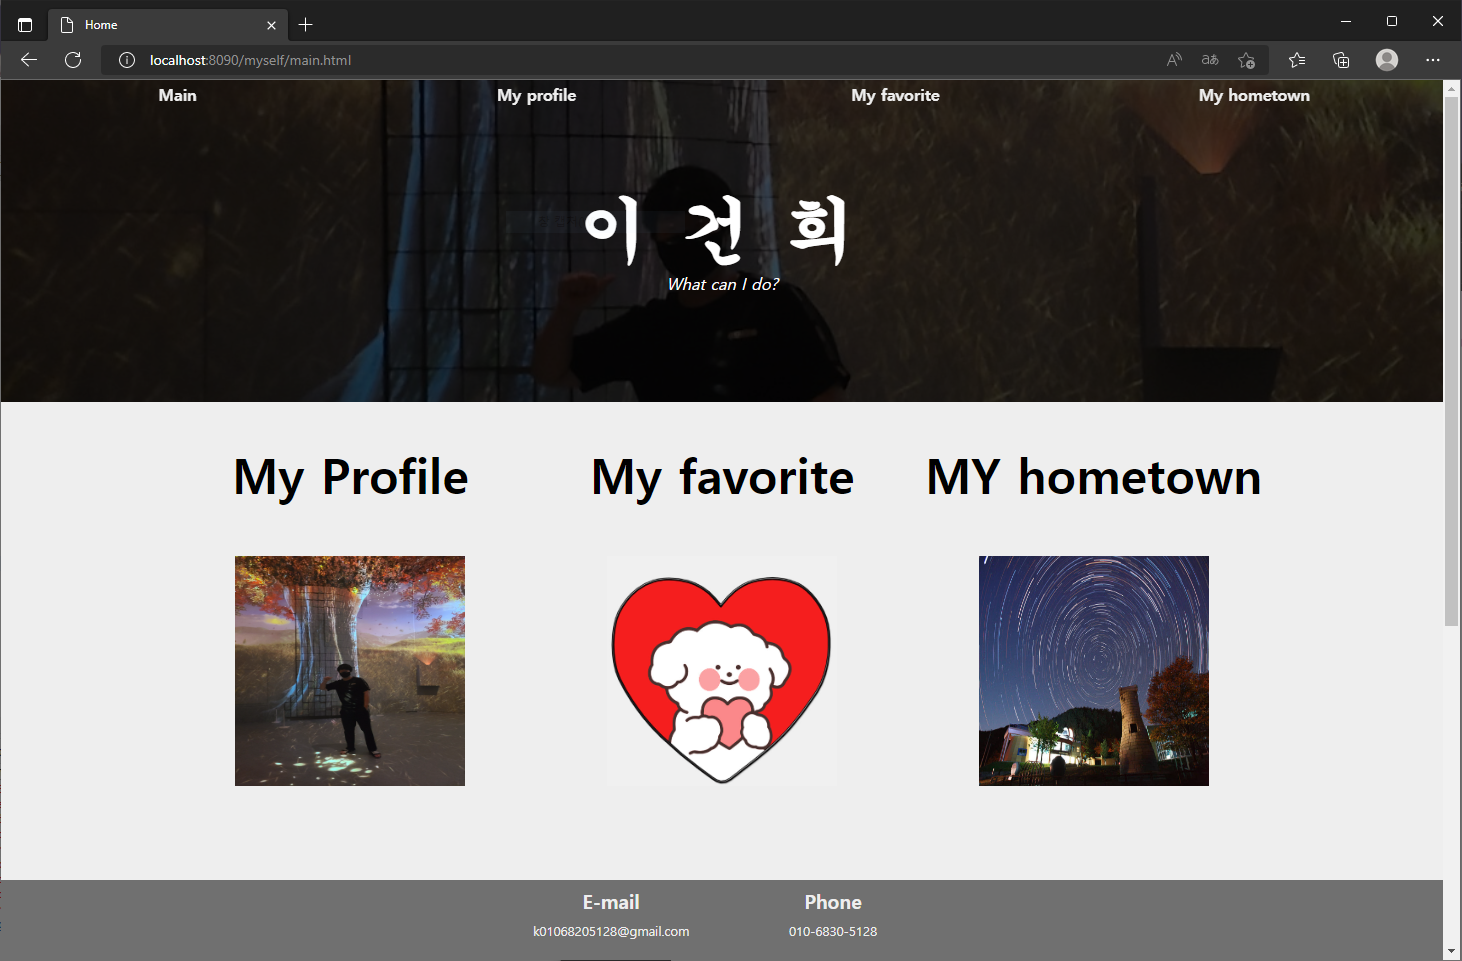 Home
localhost:8090/myself/main.html
Main My profile My favorite My hometown
이 건 희
What can I do?
My Profile My favorite MY hometown
E-mail Phone
k01068205128@gmail.com 010-6830-5128